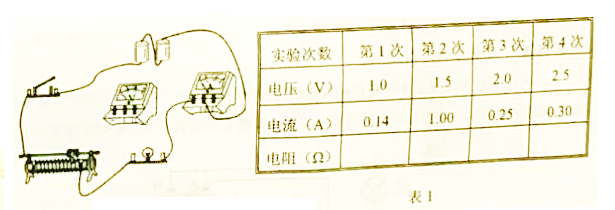 实验次数 第1次 第2次 第3次 第4次
电压（V） 1.0 1.5 2.0 2.5
电流（A） 0.14 1.00 0.25 0.30
电阻（Ω）
表1